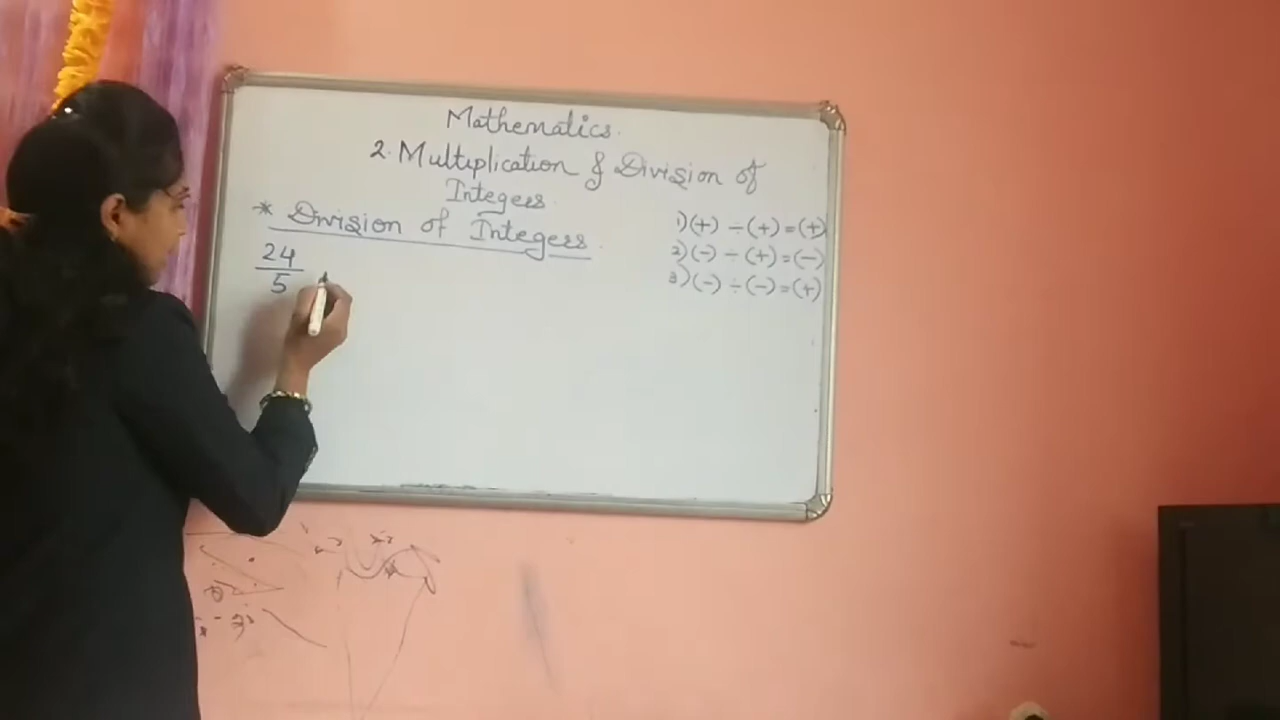 Mathematics.
2. Multiplication & Division of
Integers
* Division of Integers.
1) (+) ÷ (+) = (+)
2) (-) ÷ (+) = (-)
3) (-) ÷ (-) = (+)
24
5